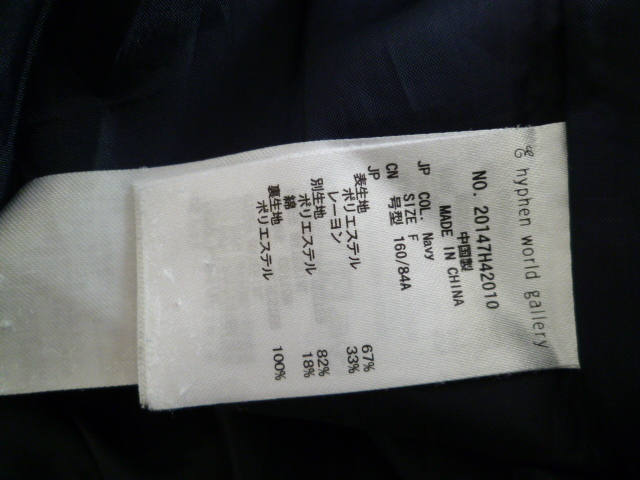 hyphen world gallery
NO. 20147H42010
中国製
MADE IN CHINA
JP COL. Navy
SIZE F
CN 号型 160/84A
JP
表生地
ポリエステル 67%
レーヨン 33%
別生地
ポリエステル 82%
綿 18%
裏生地
ポリエステル 100%